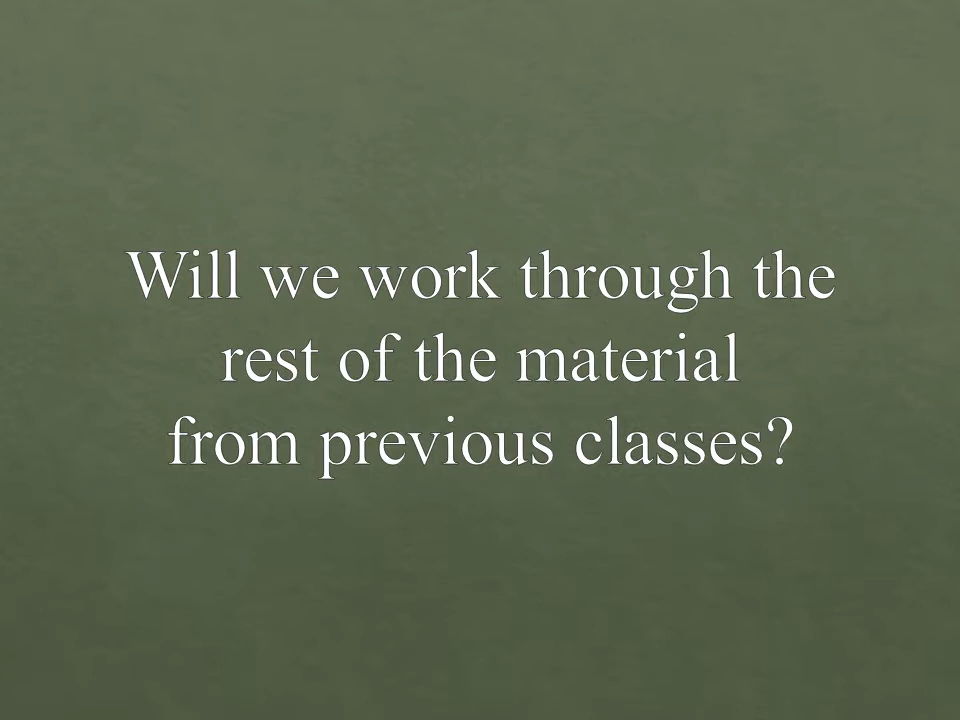 Will we work through the
rest of the material
from previous classes?